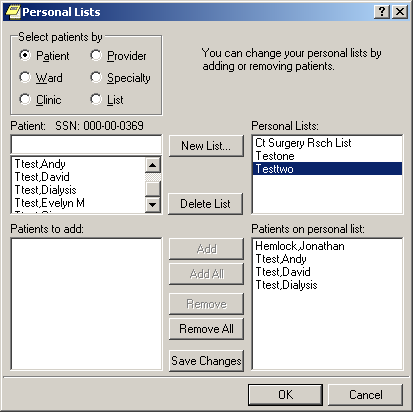 Personal Lists
Select patients by
Patient
Provider
Ward
Specialty
Clinic
List
You can change your personal lists by
adding or removing patients.
Patient: SSN: 000-00-0369
Ttest,Andy
Ttest,David
Ttest,Dialysis
Ttest,Evelyn M
New List...
Delete List
Personal Lists:
Ct Surgery Rsch List
Testone
Testtwo
Patients to add:
Add
Add All
Remove
Remove All
Save Changes
Patients on personal list:
Hemlock,Jonathan
Ttest,Andy
Ttest,David
Ttest,Dialysis
OK
Cancel